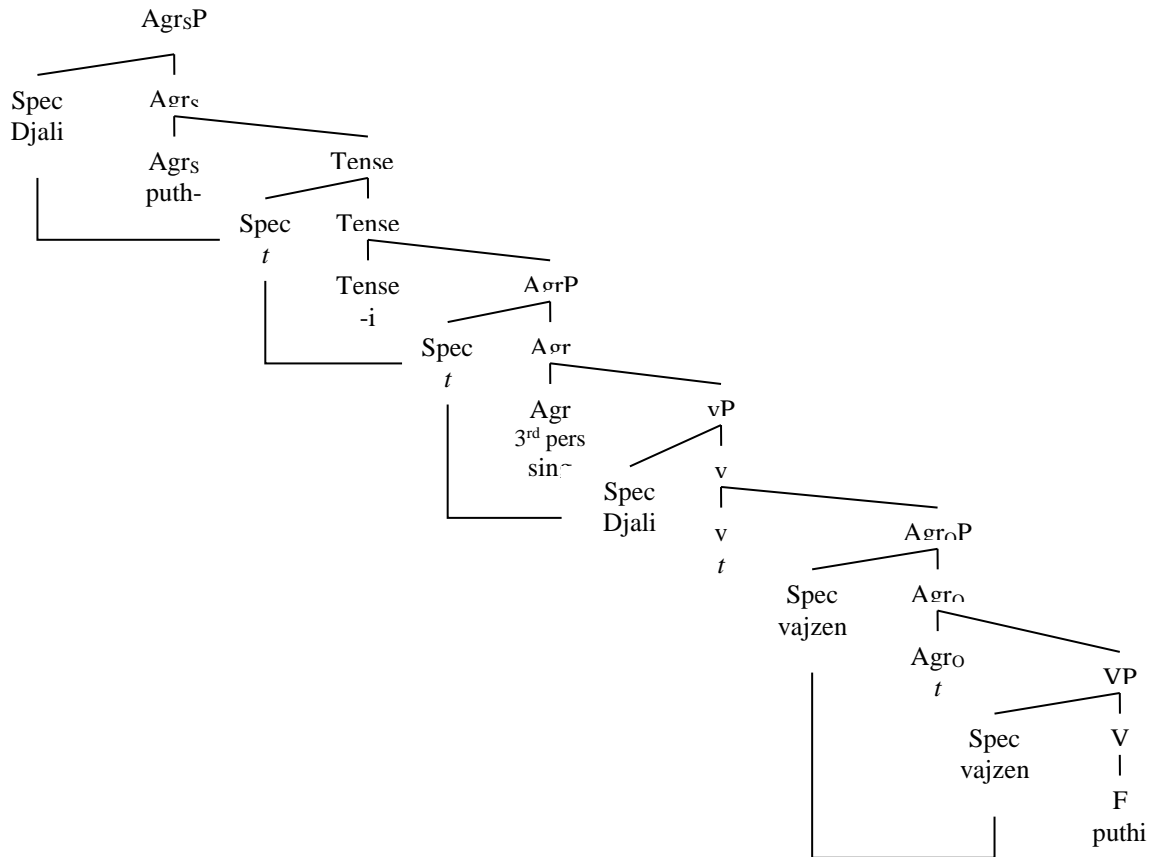 AgrSP
Spec AgrS
Djali
AgrS Tense
puth-
Spec Tense
t
Tense AgrP
-i
Spec Agr
t
Agr vP
3rd pers
sing
Spec v
Djali
v AgrOP
t
Spec AgrO
vajzen
AgrO VP
t
Spec V
vajzen
F
puthi